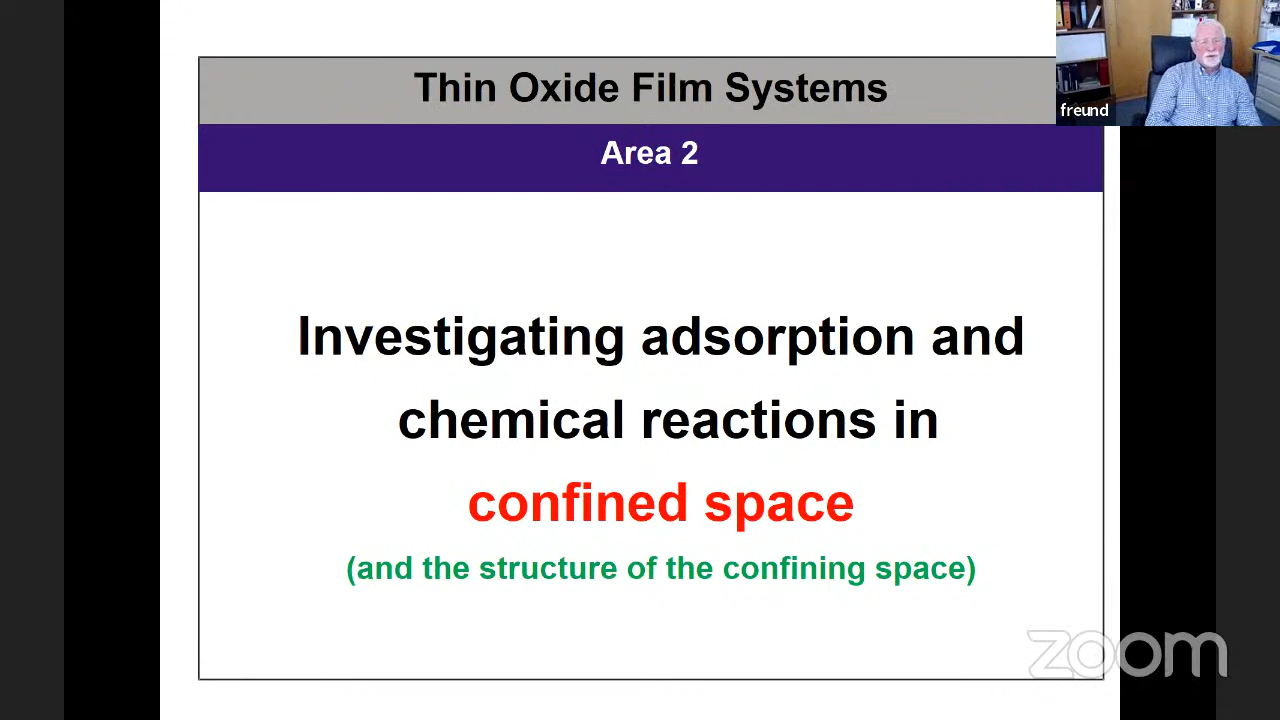 Thin Oxide Film Systems
freund
Area 2
Investigating adsorption and
chemical reactions in
confined space
(and the structure of the confining space)
zoom